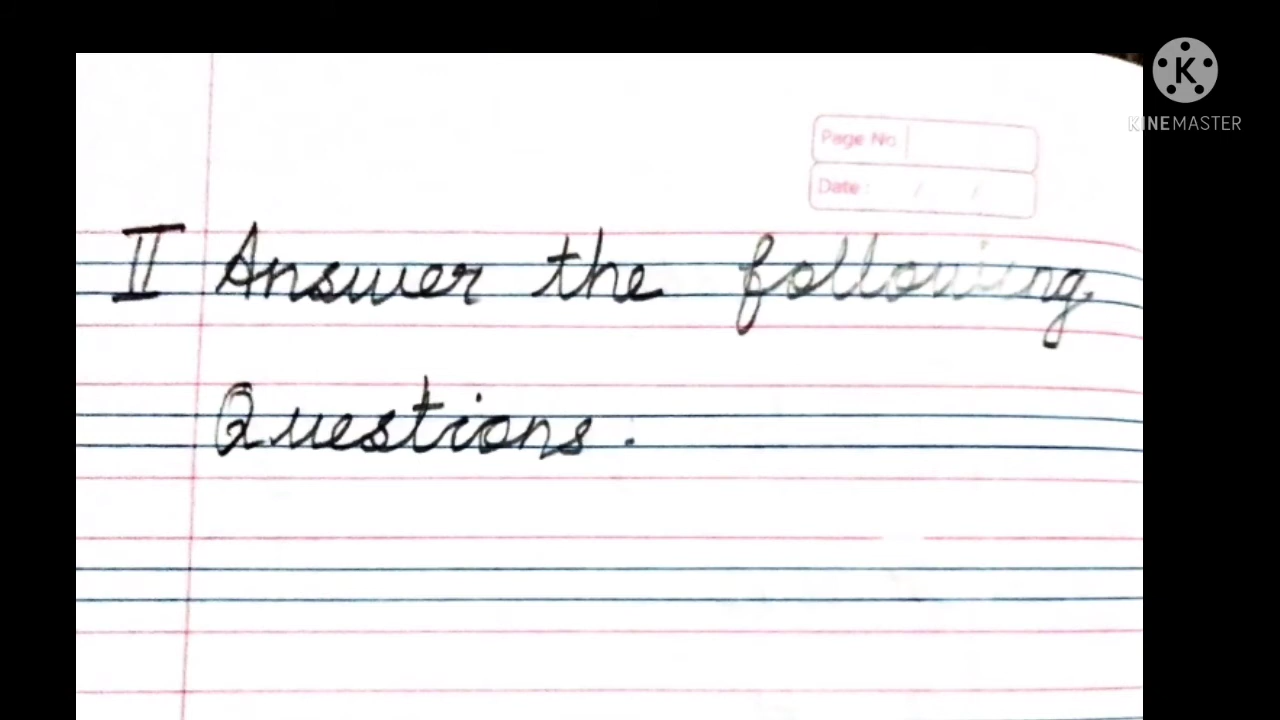 KINEMASTER
Page No
Date : / /
II Answer the following
Questions.